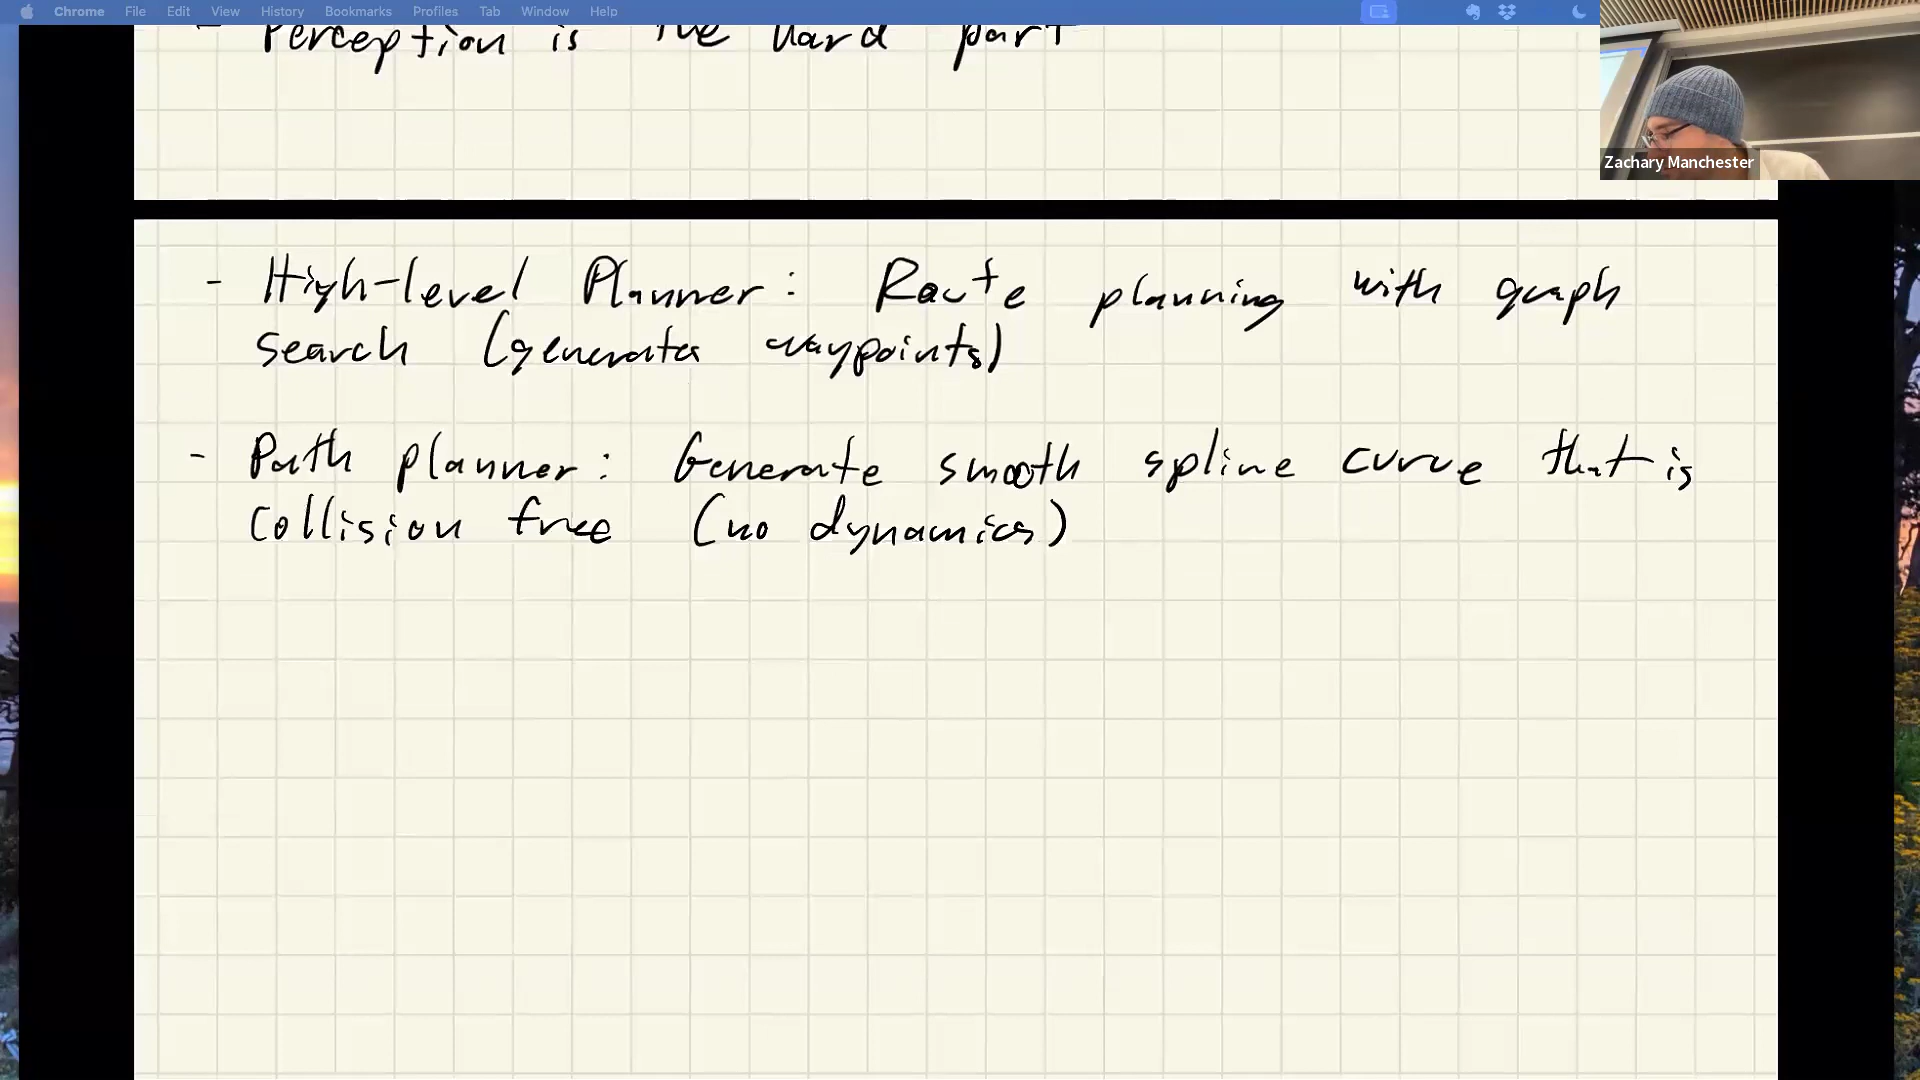 Chrome File Edit View History Bookmarks Profiles Tab Window Help
- Perception is the hard part
Zachary Manchester
- High-level Planner: Route planning with graph
search (generates waypoints)
- Path planner: Generate smooth spline curve that is
collision free (no dynamics)